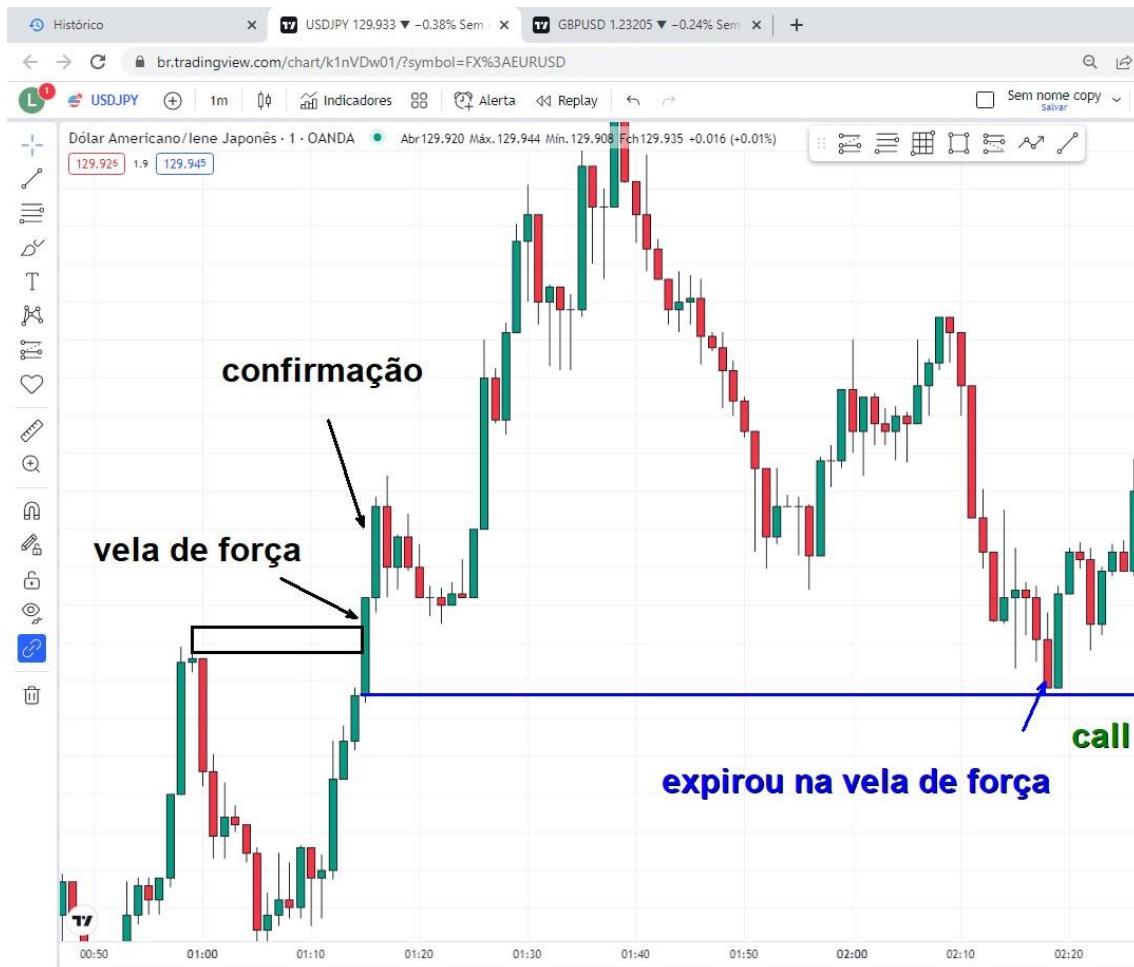 Histórico
USDJPY 129.933 ▼ −0.38% Sem
GBPUSD 1.23205 ▼ −0.24% Sem
br.tradingview.com/chart/k1nVDw01/?symbol=FX%3AEURUSD
L 1 USDJPY 1m Indicadores Alerta Replay Sem nome copy
Salvar
Dólar Americano/Iene Japonês · 1 · OANDA Abr129.920 Máx.129.944 Mín.129.908 Fch129.935 +0.016 (+0.01%)
129.926 1.9 129.945
T
confirmação
vela de força
call
expirou na vela de força
00:50 01:00 01:10 01:20 01:30 01:40 01:50 02:00 02:10 02:20